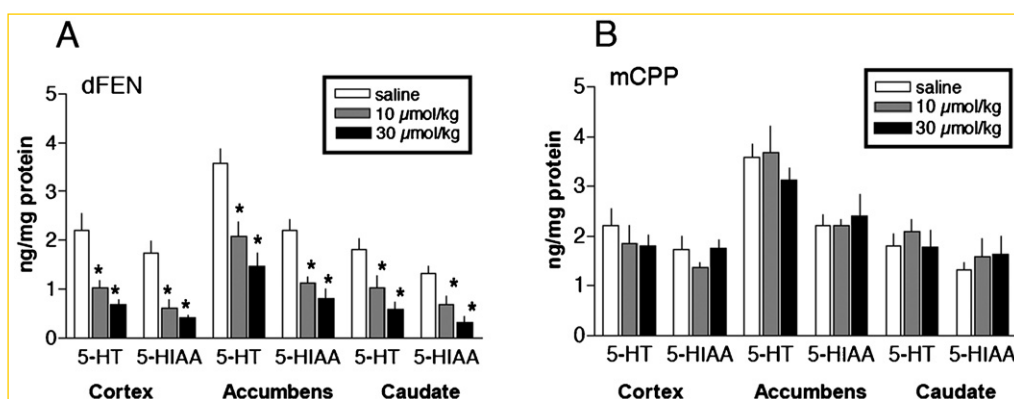 A
dFEN
saline
10 µmol/kg
30 µmol/kg
5
4
3
2
1
0
ng/mg protein
* * * * * * * * * * * *
5-HT 5-HIAA 5-HT 5-HIAA 5-HT 5-HIAA
Cortex Accumbens Caudate
B
mCPP
saline
10 µmol/kg
30 µmol/kg
5
4
3
2
1
0
ng/mg protein
5-HT 5-HIAA 5-HT 5-HIAA 5-HT 5-HIAA
Cortex Accumbens Caudate